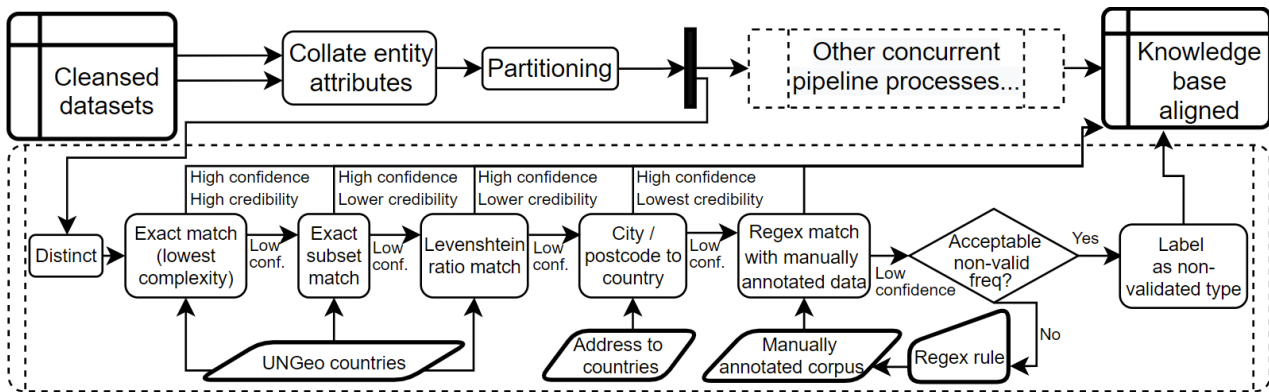 Cleansed
datasets
Collate entity
attributes
Partitioning
Other concurrent
pipeline processes...
Knowledge
base
aligned
High confidence
High credibility
High confidence
Lower credibility
High confidence
Lower credibility
High confidence
Lowest credibility
Distinct
Exact match
(lowest
complexity)
Low
conf.
Exact
subset
match
Low
conf.
Levenshtein
ratio match
Low
conf.
City /
postcode to
country
Low
conf.
Regex match
with manually
annotated data
Low
confidence
Acceptable
non-valid
freq?
Yes
Label
as non-
validated type
No
UNGeo countries
Address to
countries
Manually
annotated corpus
Regex rule